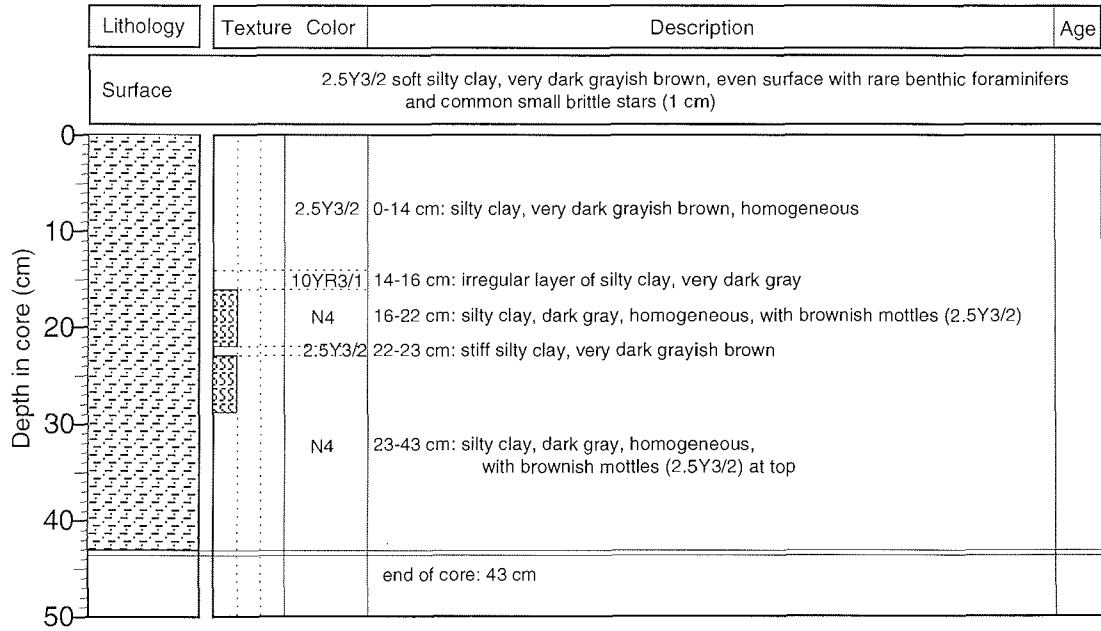 Lithology Texture Color Description Age
Surface
2.5Y3/2 soft silty clay, very dark grayish brown, even surface with rare benthic foraminifers
and common small brittle stars (1 cm)
Depth in core (cm)
0
10
20
30
40
50
2.5Y3/2 0-14 cm: silty clay, very dark grayish brown, homogeneous
10YR3/1 14-16 cm: irregular layer of silty clay, very dark gray
N4 16-22 cm: silty clay, dark gray, homogeneous, with brownish mottles (2.5Y3/2)
2.5Y3/2 22-23 cm: stiff silty clay, very dark grayish brown
N4 23-43 cm: silty clay, dark gray, homogeneous,
with brownish mottles (2.5Y3/2) at top
end of core: 43 cm